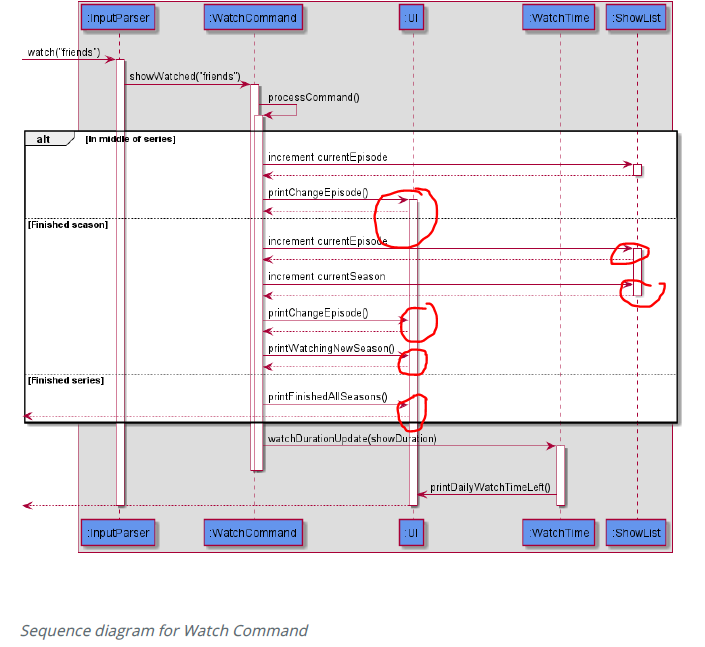 :InputParser :WatchCommand :UI :WatchTime :ShowList
watch("friends")
showWatched("friends")
processCommand()
alt [In middle of series]
increment currentEpisode
printChangeEpisode()
[Finished season]
increment currentEpisode
increment currentSeason
printChangeEpisode()
printWatchingNewSeason()
[Finished series]
printFinishedAllSeasons()
watchDurationUpdate(showDuration)
printDailyWatchTimeLeft()
:InputParser :WatchCommand :UI :WatchTime :ShowList
Sequence diagram for Watch Command